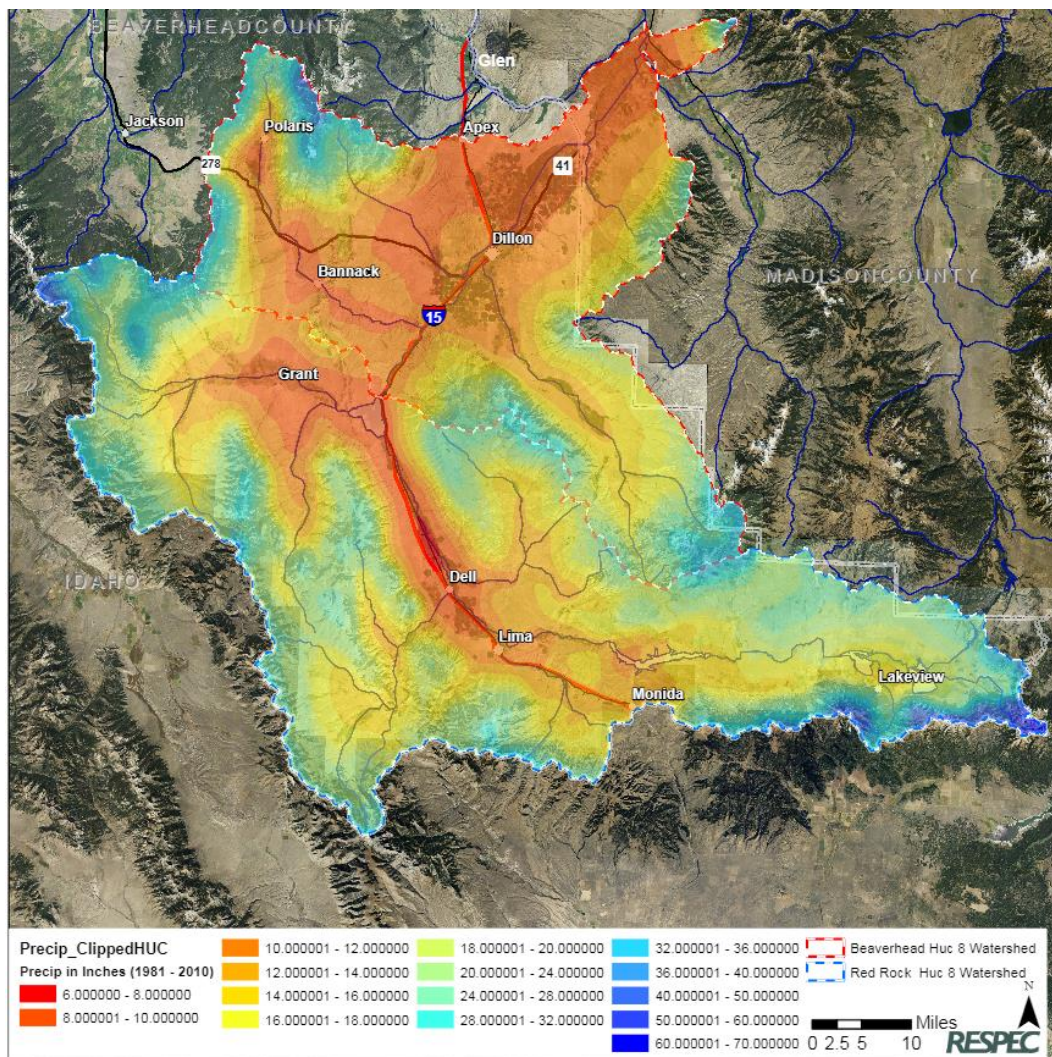 BEAVERHEADCOUNTY
Glen
Jackson
Polaris
Apex
278
41
Dillon
Bannack
MADISONCOUNTY
15
Grant
IDAHO
Dell
Lima
Lakeview
Monida
Precip_ClippedHUC
Precip in Inches (1981 - 2010)
6.000000 - 8.000000
8.000001 - 10.000000
10.000001 - 12.000000
12.000001 - 14.000000
14.000001 - 16.000000
16.000001 - 18.000000
18.000001 - 20.000000
20.000001 - 24.000000
24.000001 - 28.000000
28.000001 - 32.000000
32.000001 - 36.000000
36.000001 - 40.000000
40.000001 - 50.000000
50.000001 - 60.000000
60.000001 - 70.000000
Beaverhead Huc 8 Watershed
Red Rock Huc 8 Watershed
N
Miles
0 2.5 5 10
RESPEC